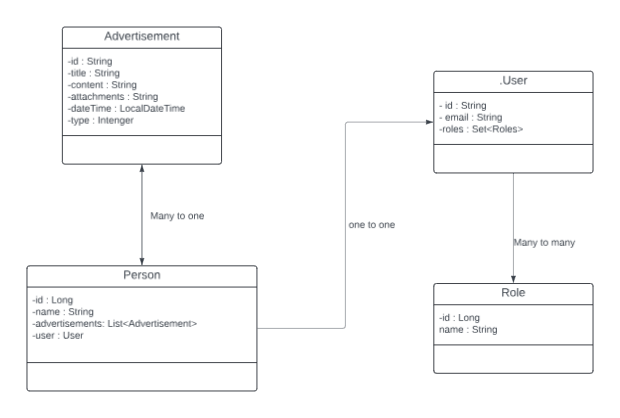 Advertisement
-id : String
-title : String
-content : String
-attachments : String
-dateTime : LocalDateTime
-type : Intenger
.User
- id : String
- email : String
-roles : Set<Roles>
Many to one
one to one
Many to many
Person
-id : Long
-name : String
-advertisements: List<Advertisement>
-user : User
Role
-id : Long
name : String